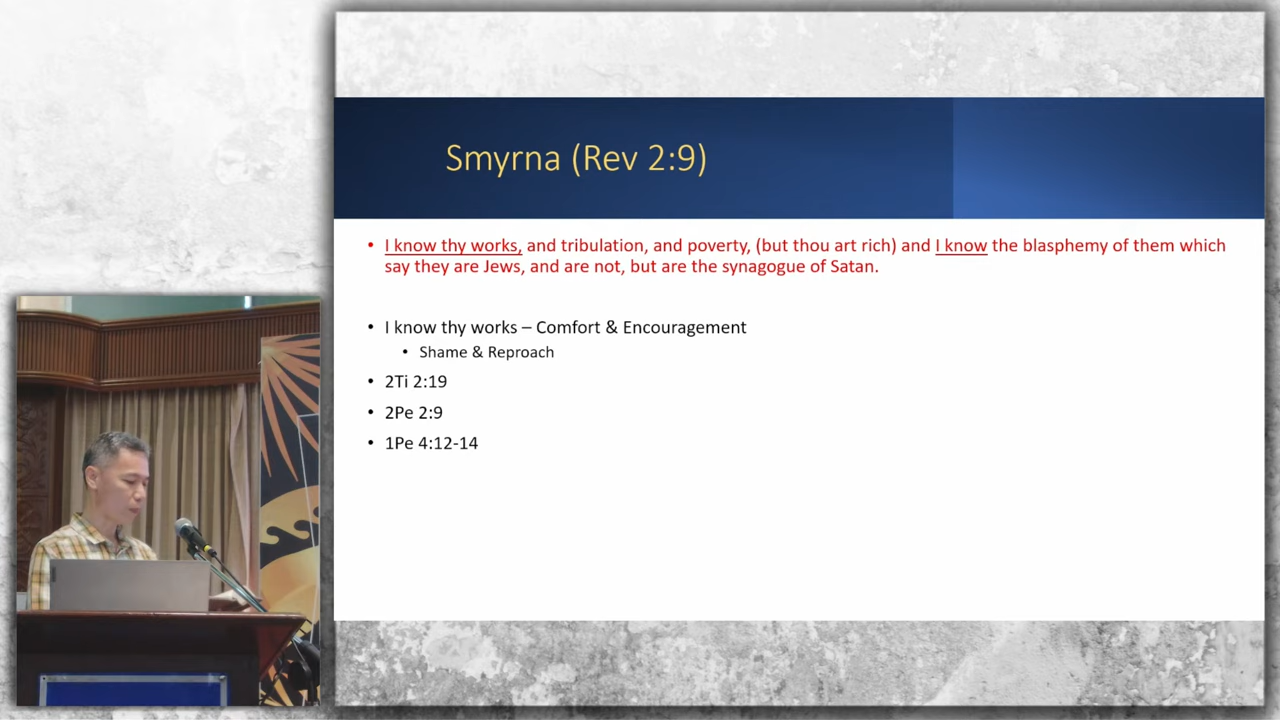 Smyrna (Rev 2:9)
• I know thy works, and tribulation, and poverty, (but thou art rich) and I know the blasphemy of them which
say they are Jews, and are not, but are the synagogue of Satan.
• I know thy works – Comfort & Encouragement
• Shame & Reproach
• 2Ti 2:19
• 2Pe 2:9
• 1Pe 4:12-14